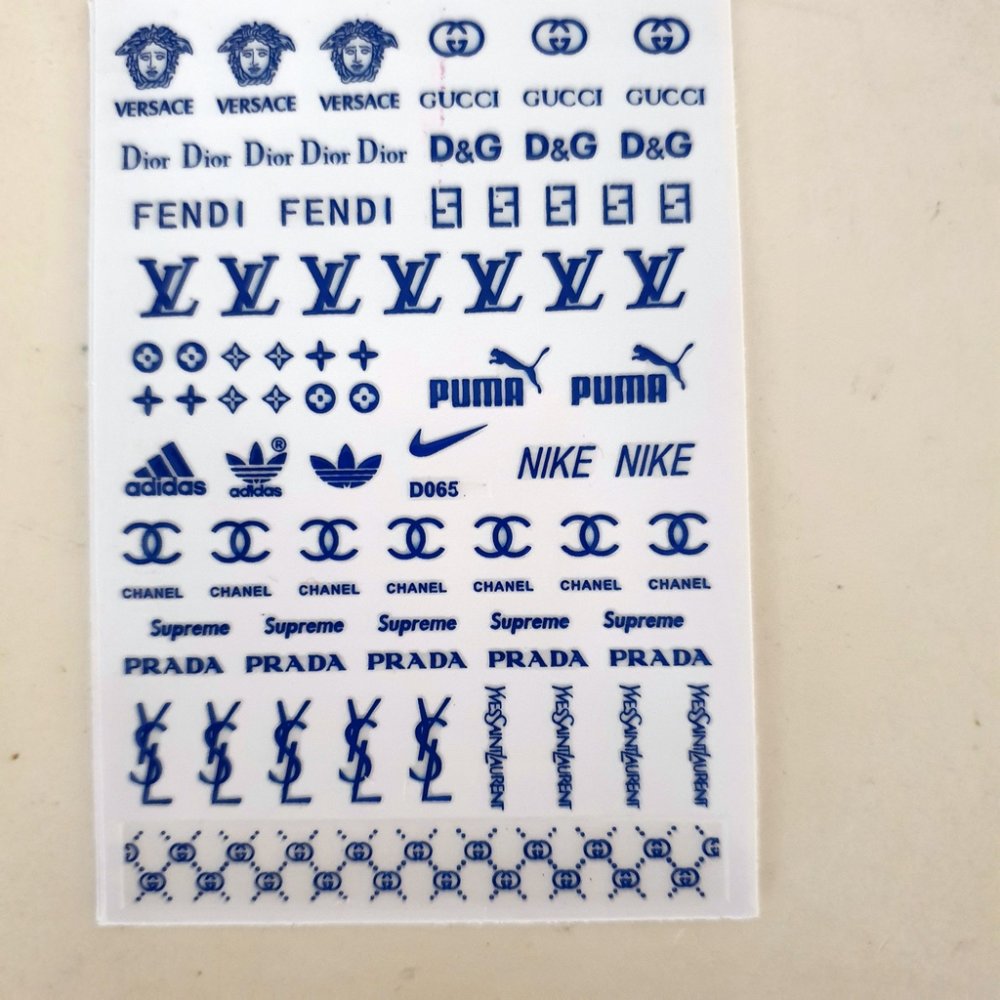 VERSACE VERSACE VERSACE GUCCI GUCCI GUCCI
Dior Dior Dior Dior Dior D&G D&G D&G
FENDI FENDI
PUMA PUMA
adidas adidas ® NIKE NIKE
D065
CHANEL CHANEL CHANEL CHANEL CHANEL CHANEL CHANEL
Supreme Supreme Supreme Supreme Supreme
PRADA PRADA PRADA PRADA PRADA
YSL YSL YSL YSL YSL YVESSAINTLAURENT YVESSAINTLAURENT YVESSAINTLAURENT YVESSAINTLAURENT